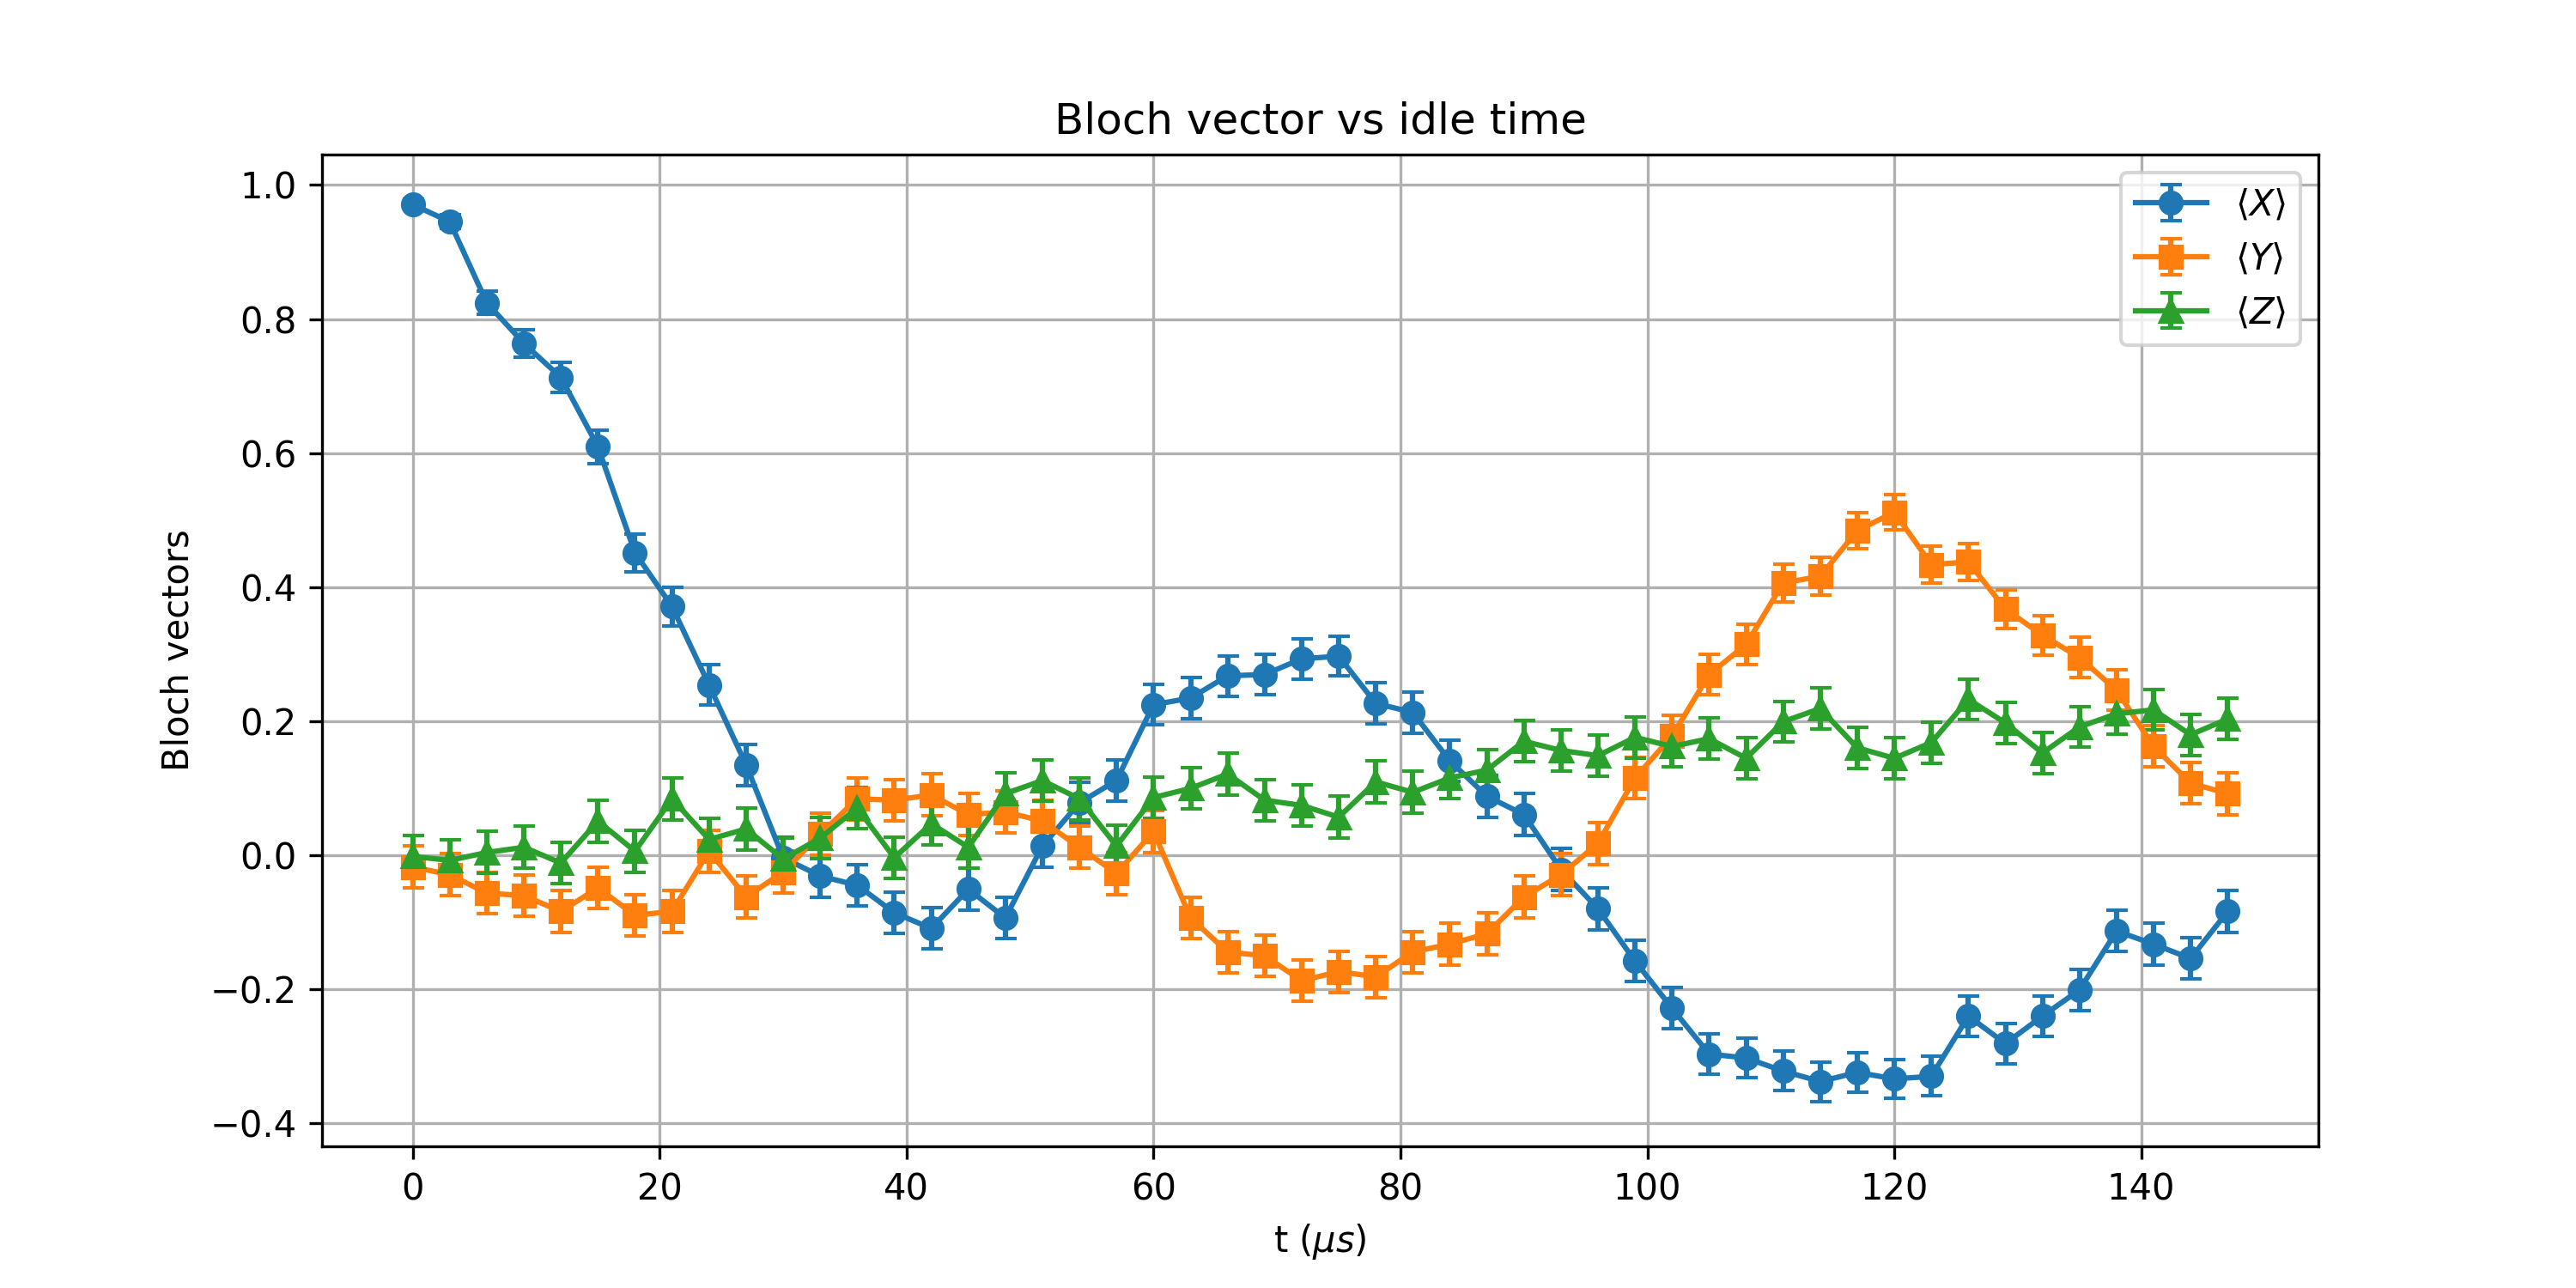 Bloch vector vs idle time
1.0
0.8
0.6
0.4
0.2
0.0
−0.2
−0.4
Bloch vectors
⟨X⟩
⟨Y⟩
⟨Z⟩
0 20 40 60 80 100 120 140
t (μs)